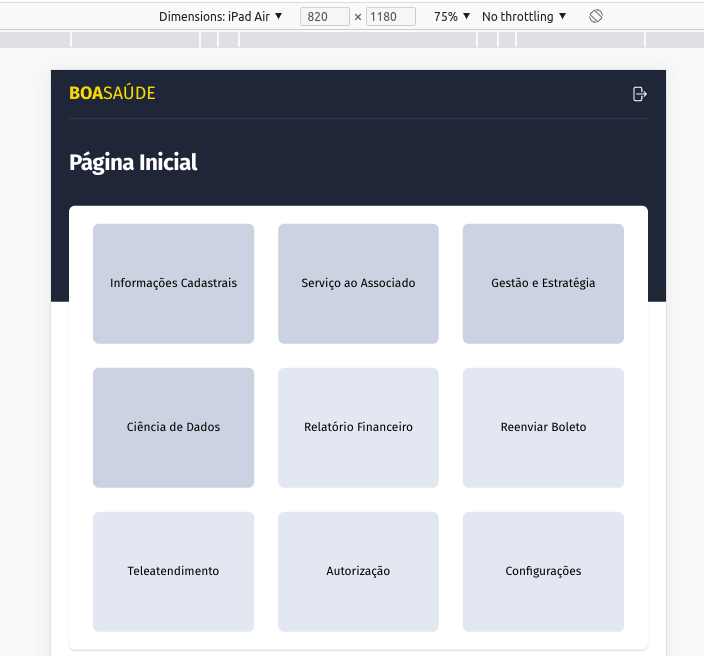 Dimensions: iPad Air ▼ 820 × 1180 75% ▼ No throttling ▼
BOASAÚDE
Página Inicial
Informações Cadastrais Serviço ao Associado Gestão e Estratégia
Ciência de Dados Relatório Financeiro Reenviar Boleto
Teleatendimento Autorização Configurações